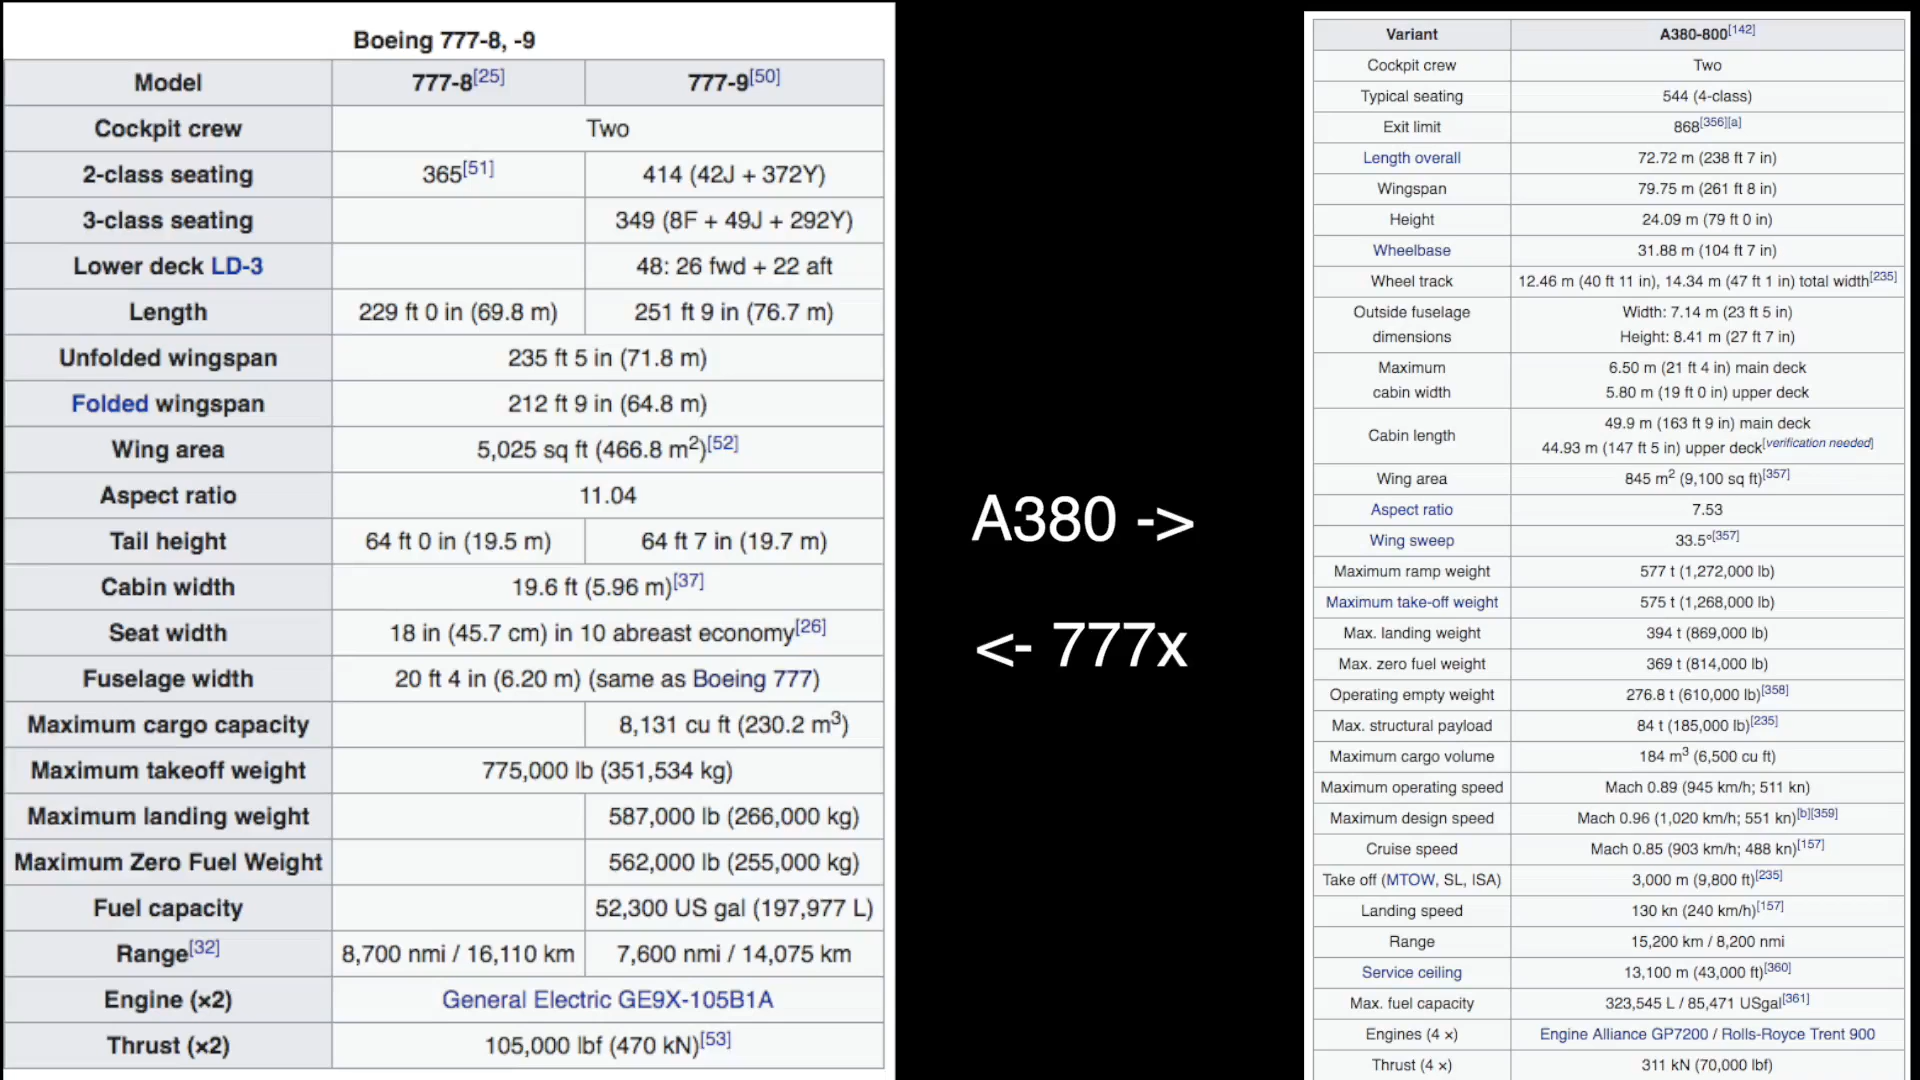 Boeing 777-8, -9
Model 777-8[25] 777-9[50]
Cockpit crew Two
2-class seating 365[51] 414 (42J + 372Y)
3-class seating 349 (8F + 49J + 292Y)
Lower deck LD-3 48: 26 fwd + 22 aft
Length 229 ft 0 in (69.8 m) 251 ft 9 in (76.7 m)
Unfolded wingspan 235 ft 5 in (71.8 m)
Folded wingspan 212 ft 9 in (64.8 m)
Wing area 5,025 sq ft (466.8 m²)[52]
Aspect ratio 11.04
Tail height 64 ft 0 in (19.5 m) 64 ft 7 in (19.7 m)
Cabin width 19.6 ft (5.96 m)[37]
Seat width 18 in (45.7 cm) in 10 abreast economy[26]
Fuselage width 20 ft 4 in (6.20 m) (same as Boeing 777)
Maximum cargo capacity 8,131 cu ft (230.2 m³)
Maximum takeoff weight 775,000 lb (351,534 kg)
Maximum landing weight 587,000 lb (266,000 kg)
Maximum Zero Fuel Weight 562,000 lb (255,000 kg)
Fuel capacity 52,300 US gal (197,977 L)
Range[32] 8,700 nmi / 16,110 km 7,600 nmi / 14,075 km
Engine (×2) General Electric GE9X-105B1A
Thrust (×2) 105,000 lbf (470 kN)[53]
A380 ->
<- 777x
Variant A380-800[142]
Cockpit crew Two
Typical seating 544 (4-class)
Exit limit 868[356][a]
Length overall 72.72 m (238 ft 7 in)
Wingspan 79.75 m (261 ft 8 in)
Height 24.09 m (79 ft 0 in)
Wheelbase 31.88 m (104 ft 7 in)
Wheel track 12.46 m (40 ft 11 in), 14.34 m (47 ft 1 in) total width[235]
Outside fuselage Width: 7.14 m (23 ft 5 in)
dimensions Height: 8.41 m (27 ft 7 in)
Maximum 6.50 m (21 ft 4 in) main deck
cabin width 5.80 m (19 ft 0 in) upper deck
Cabin length 49.9 m (163 ft 9 in) main deck
44.93 m (147 ft 5 in) upper deck[verification needed]
Wing area 845 m² (9,100 sq ft)[357]
Aspect ratio 7.53
Wing sweep 33.5°[357]
Maximum ramp weight 577 t (1,272,000 lb)
Maximum take-off weight 575 t (1,268,000 lb)
Max. landing weight 394 t (869,000 lb)
Max. zero fuel weight 369 t (814,000 lb)
Operating empty weight 276.8 t (610,000 lb)[358]
Max. structural payload 84 t (185,000 lb)[235]
Maximum cargo volume 184 m³ (6,500 cu ft)
Maximum operating speed Mach 0.89 (945 km/h; 511 kn)
Maximum design speed Mach 0.96 (1,020 km/h; 551 kn)[b][359]
Cruise speed Mach 0.85 (903 km/h; 488 kn)[157]
Take off (MTOW, SL, ISA) 3,000 m (9,800 ft)[235]
Landing speed 130 kn (240 km/h)[157]
Range 15,200 km / 8,200 nmi
Service ceiling 13,100 m (43,000 ft)[360]
Max. fuel capacity 323,545 L / 85,471 USgal[361]
Engines (4 ×) Engine Alliance GP7200 / Rolls-Royce Trent 900
Thrust (4 ×) 311 kN (70,000 lbf)